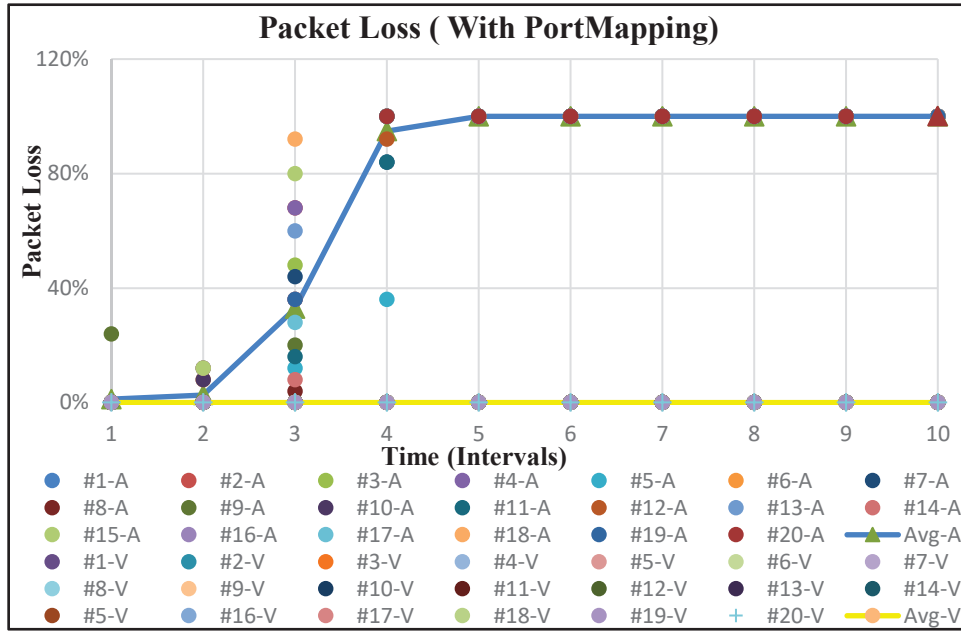 Packet Loss ( With PortMapping)
120%
80%
40%
0%
Packet Loss
1 2 3 4 5 6 7 8 9 10
Time (Intervals)
#1-A #2-A #3-A #4-A #5-A #6-A #7-A
#8-A #9-A #10-A #11-A #12-A #13-A #14-A
#15-A #16-A #17-A #18-A #19-A #20-A Avg-A
#1-V #2-V #3-V #4-V #5-V #6-V #7-V
#8-V #9-V #10-V #11-V #12-V #13-V #14-V
#5-V #16-V #17-V #18-V #19-V #20-V Avg-V